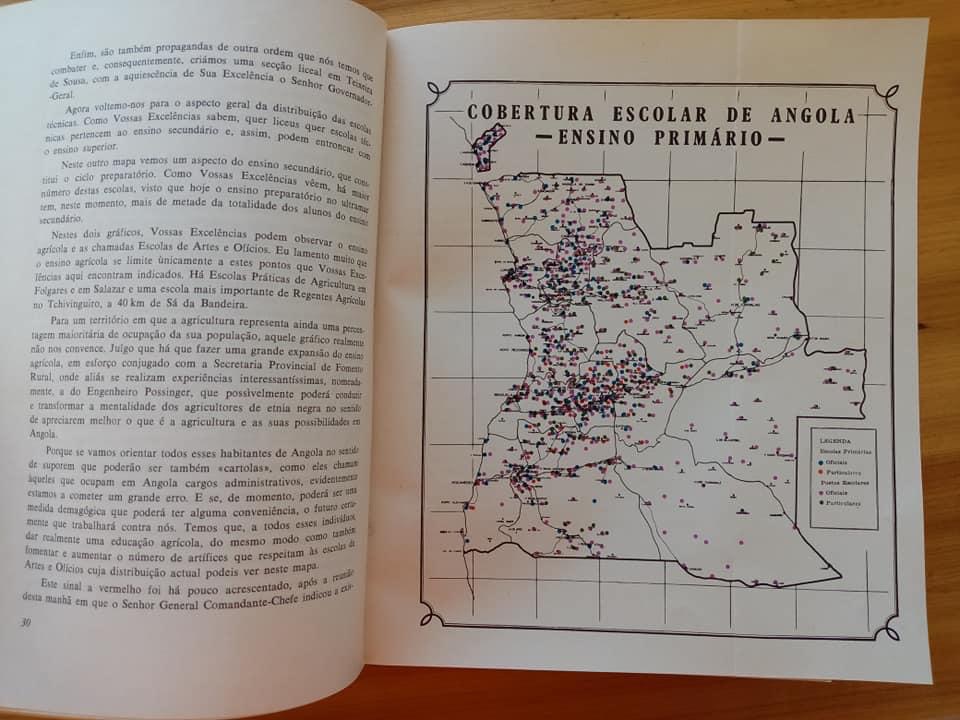 Enfim, são também propagandas de outra ordem que nós temos que
combater e, consequentemente, criámos uma secção liceal em Teixeira
de Sousa, com a aquiescência de Sua Excelência o Senhor Governador-
-Geral.
Agora voltemo-nos para o aspecto geral da distribuição das escolas
técnicas. Como Vossas Excelências sabem, quer liceus quer escolas téc-
nicas pertencem ao ensino secundário e, assim, podem entroncar com
o ensino superior.
Neste outro mapa vemos um aspecto do ensino secundário, que cons-
titui o ciclo preparatório. Como Vossas Excelências vêem, há maior
número destas escolas, visto que hoje o ensino preparatório no ultramar
tem, neste momento, mais de metade da totalidade dos alunos do ensino
secundário.
Nestes dois gráficos, Vossas Excelências podem observar o ensino
agrícola e as chamadas Escolas de Artes e Ofícios. Eu lamento muito que
o ensino agrícola se limite ùnicamente a estes pontos que Vossas Exce-
lências aqui encontram indicados. Há Escolas Práticas de Agricultura em
Folgares e em Salazar e uma escola mais importante de Regentes Agrícolas
no Tchivinguiro, a 40 km de Sá da Bandeira.
Para um território em que a agricultura representa ainda uma percen-
tagem maioritária de ocupação da sua população, aquele gráfico realmente
não nos convence. Julgo que há que fazer uma grande expansão do ensino
agrícola, em esforço conjugado com a Secretaria Provincial de Fomento
Rural, onde aliás se realizam experiências interessantíssimas, nomeada-
mente, a do Engenheiro Possinger, que possìvelmente poderá conduzir
e transformar a mentalidade dos agricultores de etnia negra no sentido
de apreciarem melhor o que é a agricultura e as suas possibilidades em
Angola.
Porque se vamos orientar todos esses habitantes de Angola no sentido
de suporem que poderão ser também «cartolas», como eles chamam
àqueles que ocupam em Angola cargos administrativos, evidentemente
estamos a cometer um grande erro. E se, de momento, poderá ser uma
medida demagógica que poderá ter alguma conveniência, o futuro certa-
mente que trabalhará contra nós. Temos que, a todos esses indivíduos,
dar realmente uma educação agrícola, do mesmo modo como também
fomentar e aumentar o número de artífices que respeitam às escolas de
Artes e Ofícios cuja distribuição actual podeis ver neste mapa.
Este sinal a vermelho foi há pouco acrescentado, após a reunião
desta manhã em que o Senhor General Comandante-Chefe indicou a exis-
30
COBERTURA ESCOLAR DE ANGOLA
—ENSINO PRIMÁRIO—
LEGENDA
Escolas Primárias
Oficiais
Particulares
Postos Escolares
Oficiais
Particulares